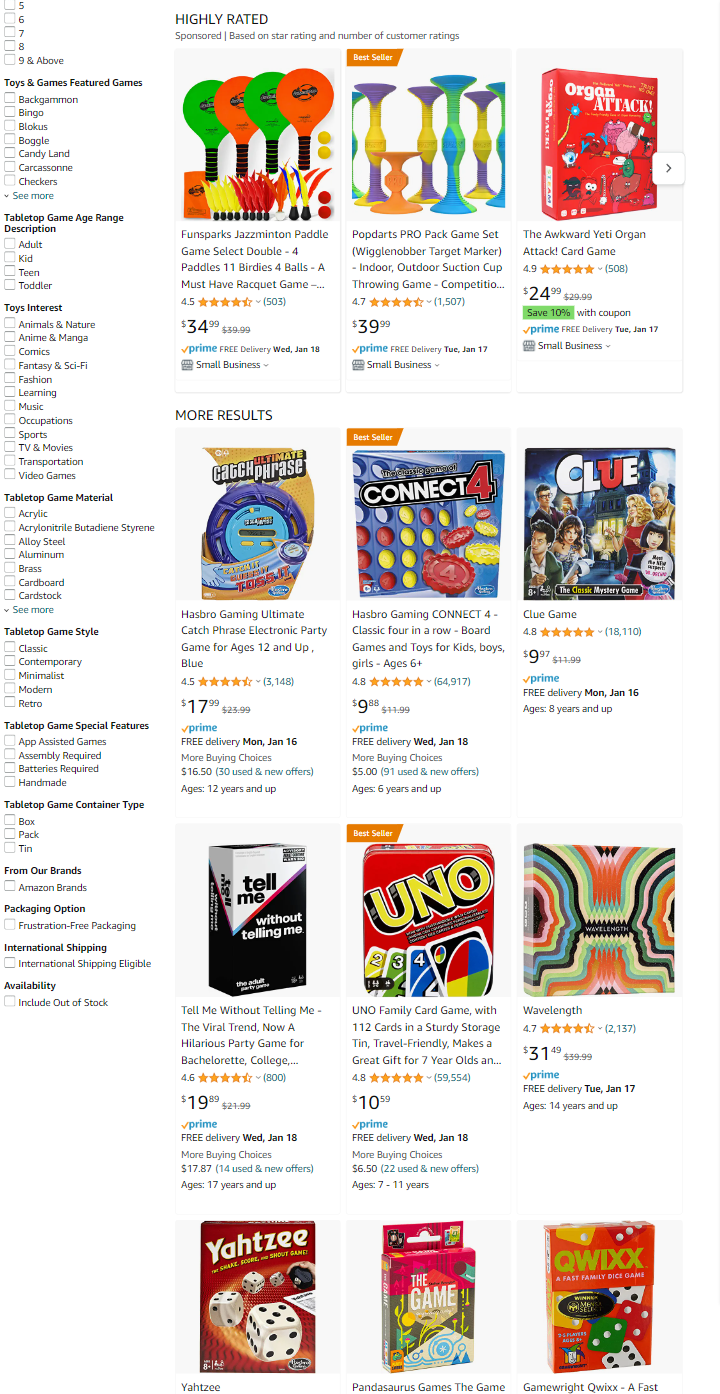 5
6
7
8
9 & Above
Toys & Games Featured Games
Backgammon
Bingo
Blokus
Boggle
Candy Land
Carcassonne
Checkers
See more
Tabletop Game Age Range
Description
Adult
Kid
Teen
Toddler
Toys Interest
Animals & Nature
Anime & Manga
Comics
Fantasy & Sci-Fi
Fashion
Learning
Music
Occupations
Sports
TV & Movies
Transportation
Video Games
Tabletop Game Material
Acrylic
Acrylonitrile Butadiene Styrene
Alloy Steel
Aluminum
Brass
Cardboard
Cardstock
See more
Tabletop Game Style
Classic
Contemporary
Minimalist
Modern
Retro
Tabletop Game Special Features
App Assisted Games
Assembly Required
Batteries Required
Handmade
Tabletop Game Container Type
Box
Pack
Tin
From Our Brands
Amazon Brands
Packaging Option
Frustration-Free Packaging
International Shipping
International Shipping Eligible
Availability
Include Out of Stock
HIGHLY RATED
Sponsored | Based on star rating and number of customer ratings
Funsparks Jazzminton Paddle
Game Select Double - 4
Paddles 11 Birdies 4 Balls - A
Must Have Racquet Game –...
4.5 (503)
$34.99 $39.99
prime FREE Delivery Wed, Jan 18
Small Business
Best Seller
Popdarts PRO Pack Game Set
(Wigglenobber Target Marker)
- Indoor, Outdoor Suction Cup
Throwing Game - Competitio...
4.7 (1,507)
$39.99
prime FREE Delivery Tue, Jan 17
Small Business
Organ
ATTACK!
The Awkward Yeti Organ
Attack! Card Game
4.9 (508)
$24.99 $29.99
Save 10% with coupon
prime FREE Delivery Tue, Jan 17
Small Business
MORE RESULTS
ULTIMATE
CATCH PHRASE
Hasbro Gaming Ultimate
Catch Phrase Electronic Party
Game for Ages 12 and Up ,
Blue
4.5 (3,148)
$17.99 $23.99
prime
FREE delivery Mon, Jan 16
More Buying Choices
$16.50 (30 used & new offers)
Ages: 12 years and up
Best Seller
The classic game of
CONNECT 4
Hasbro Gaming CONNECT 4 -
Classic four in a row - Board
Games and Toys for Kids, boys,
girls - Ages 6+
4.8 (64,917)
$9.88 $11.99
prime
FREE delivery Wed, Jan 18
More Buying Choices
$5.00 (91 used & new offers)
Ages: 6 years and up
CLUE
Meet
the NEW
suspect!
8+
The Classic Mystery Game
Clue Game
4.8 (18,110)
$9.97 $11.99
prime
FREE delivery Mon, Jan 16
Ages: 8 years and up
tell
me
without
telling me.
the adult
party game
Tell Me Without Telling Me -
The Viral Trend, Now A
Hilarious Party Game for
Bachelorette, College,...
4.6 (800)
$19.89 $21.99
prime
FREE delivery Wed, Jan 18
More Buying Choices
$17.87 (14 used & new offers)
Ages: 17 years and up
Best Seller
UNO
2 3 4
UNO Family Card Game, with
112 Cards in a Sturdy Storage
Tin, Travel-Friendly, Makes a
Great Gift for 7 Year Olds an...
4.8 (59,554)
$10.59
prime
FREE delivery Wed, Jan 18
More Buying Choices
$6.50 (22 used & new offers)
Ages: 7 - 11 years
WAVELENGTH
Wavelength
4.7 (2,137)
$31.49 $39.99
prime
FREE delivery Tue, Jan 17
Ages: 14 years and up
Yahtzee
THE SHAKE, SCORE, AND SHOUT GAME!
8+
Yahtzee
THE
GAME
Pandasaurus Games The Game
QWIXX
A FAST FAMILY DICE GAME
WINNER
MENSA
SELECT
Gamewright Qwixx - A Fast